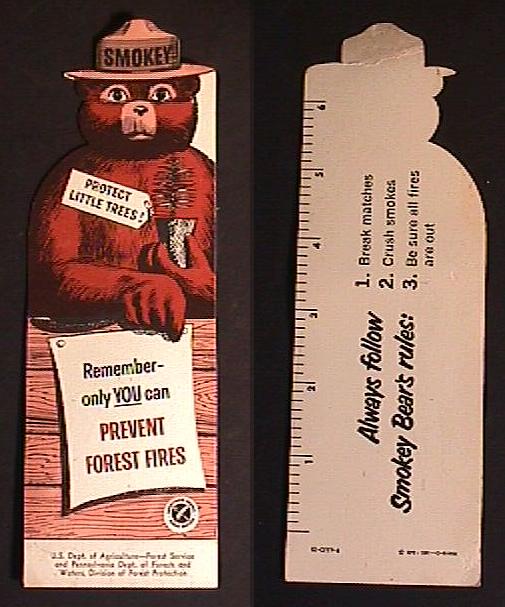 SMOKEY
PROTECT
LITTLE TREES!
Remember-
only YOU can
PREVENT
FOREST FIRES
U.S. Dept. of Agriculture—Forest Service
and Pennsylvania Dept. of Forests and
Waters, Division of Forest Protection.
6
5
4
3
2
1
Always follow
Smokey Bear's rules:
1. Break matches
2. Crush smokes
3. Be sure all fires
are out